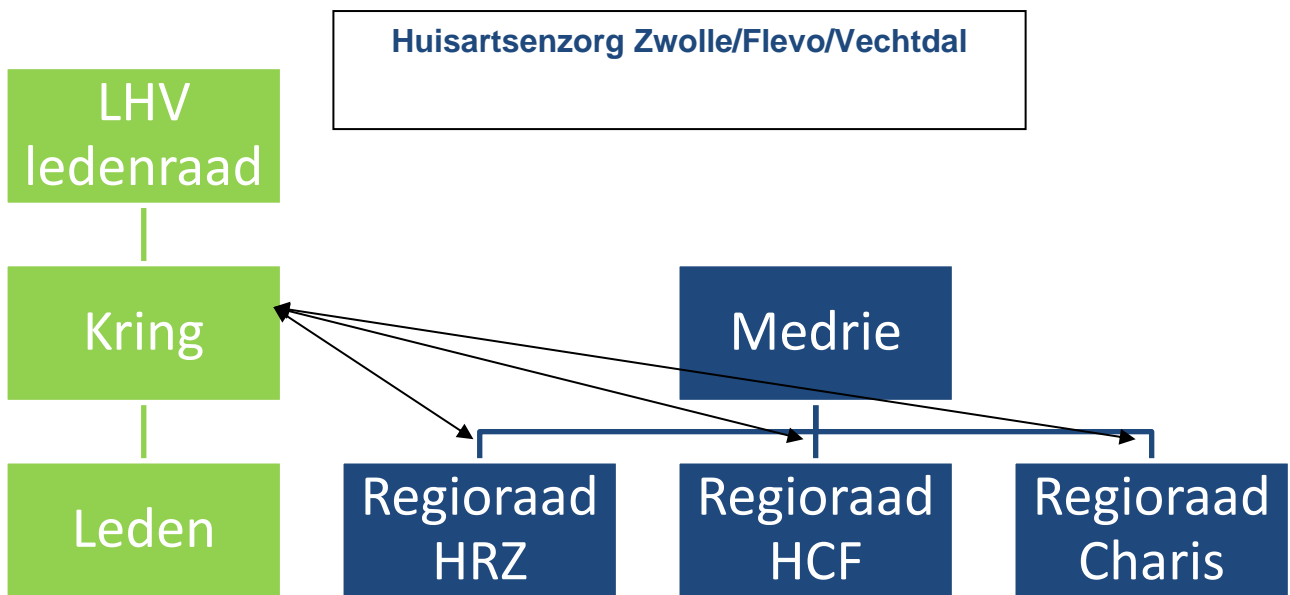 Huisartsenzorg Zwolle/Flevo/Vechtdal
LHV
ledenraad
Kring
Medrie
Leden
Regioraad
HRZ
Regioraad
HCF
Regioraad
Charis